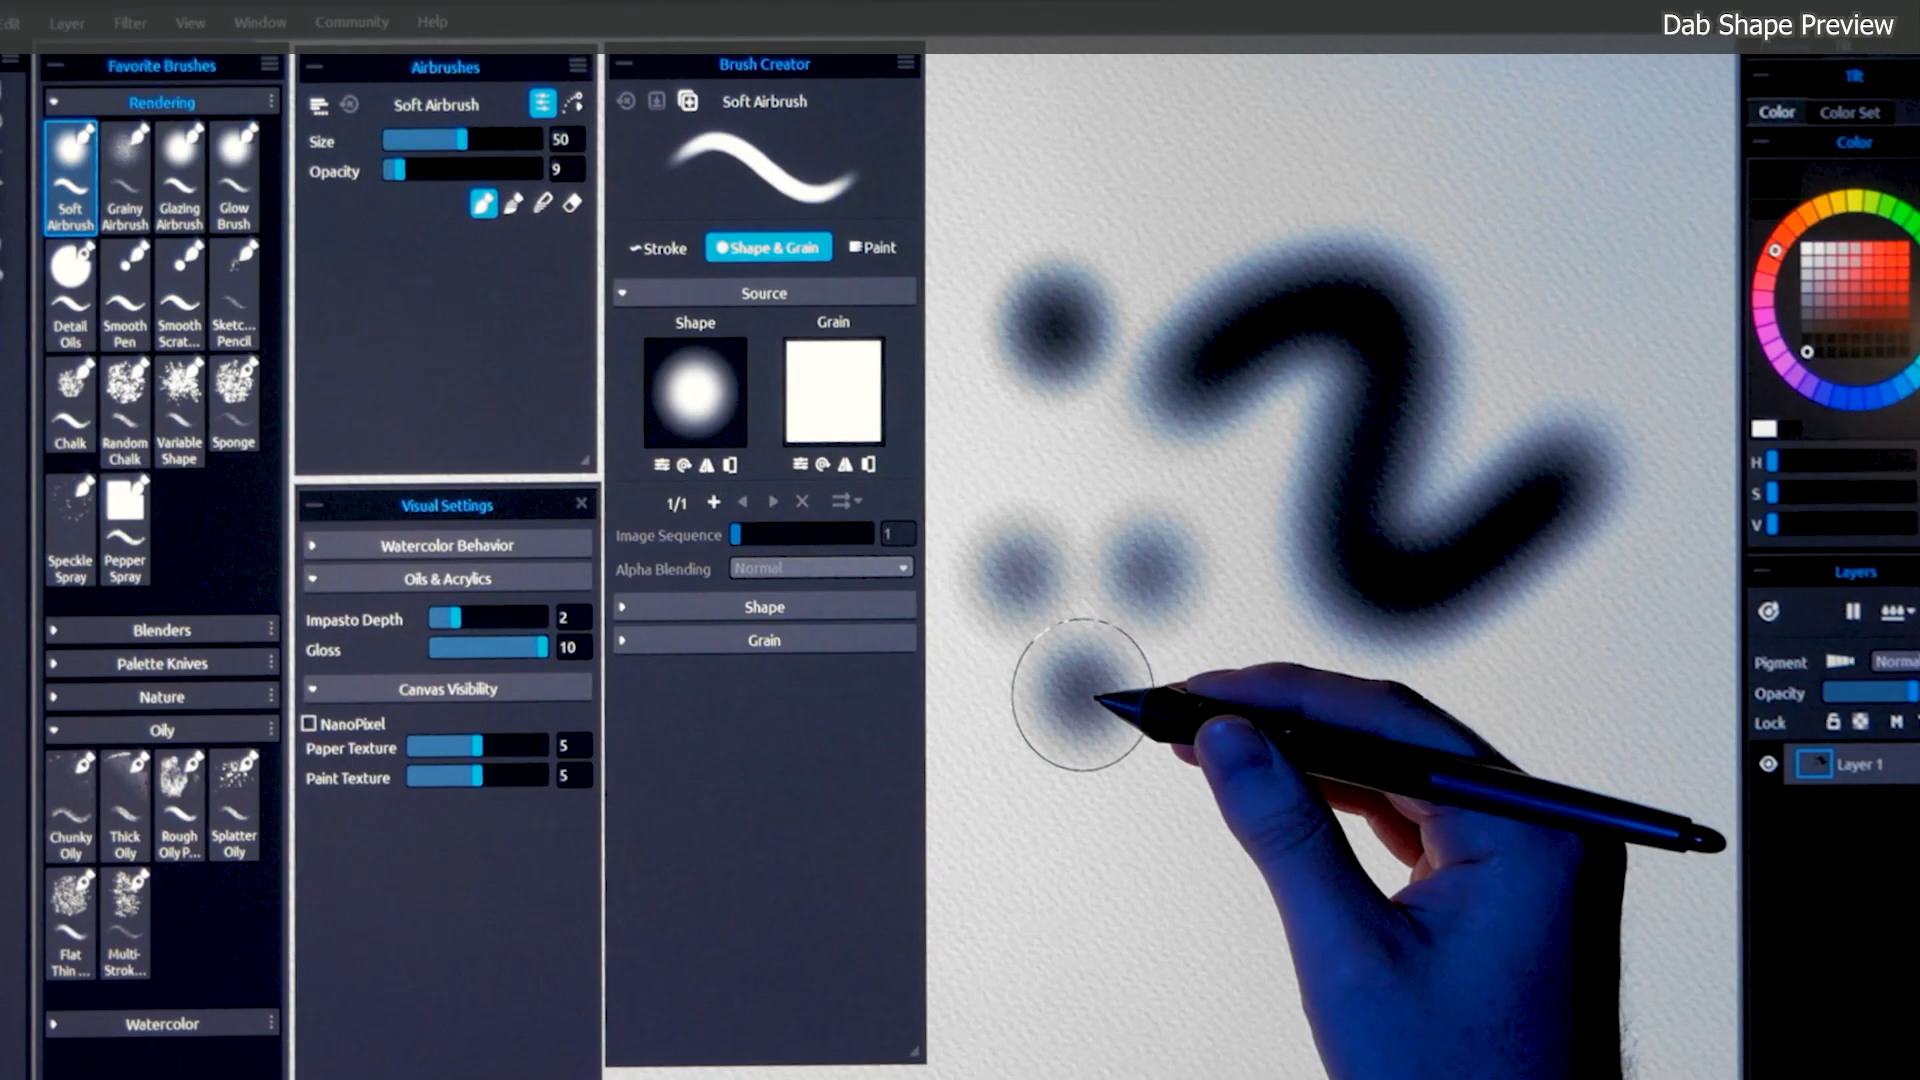 Dab Shape Preview
Edit Layer Filter View Window Community Help
Favorite Brushes
Rendering
Soft Airbrush
Grainy Airbrush
Glazing Airbrush
Glow Brush
Detail Oils
Smooth Pen
Smooth Scrat...
Sketc... Pencil
Chalk
Random Chalk
Variable Shape
Sponge
Speckle Spray
Pepper Spray
Blenders
Palette Knives
Nature
Oily
Chunky Oily
Thick Oily
Rough Oily P...
Splatter Oily
Flat Thin ...
Multi-Strok...
Watercolor
Airbrushes
Soft Airbrush
Size 50
Opacity 9
Visual Settings
Watercolor Behavior
Oils & Acrylics
Impasto Depth 2
Gloss 10
Canvas Visibility
NanoPixel
Paper Texture 5
Paint Texture 5
Brush Creator
Soft Airbrush
Stroke Shape & Grain Paint
Source
Shape Grain
1/1
Image Sequence 1
Alpha Blending Normal
Shape
Grain
Tilt
Color Color Set
Color
H
S
V
Layers
Pigment Norma
Opacity
Lock M
Layer 1